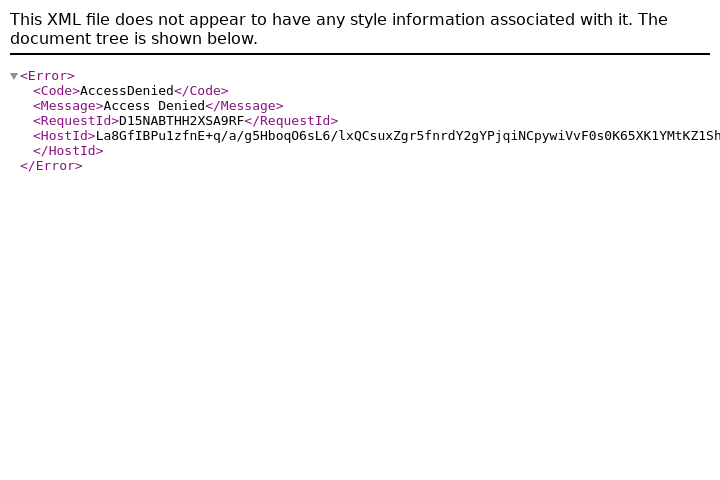 This XML file does not appear to have any style information associated with it. The
document tree is shown below.
<Error>
<Code>AccessDenied</Code>
<Message>Access Denied</Message>
<RequestId>D15NABTHH2XSA9RF</RequestId>
<HostId>La8GfIBPu1zfnE+q/a/g5HboqO6sL6/lxQCsuxZgr5fnrdY2gYPjqiNCpywiVvF0s0K65XK1YMtKZ1Sh
</HostId>
</Error>